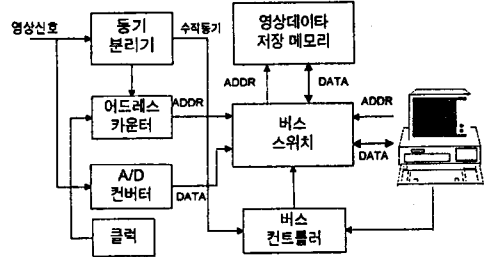 영상신호
동기
분리기
수직동기
영상데이타
저장 메모리
ADDR
DATA
어드레스
카운터
ADDR
버스
스위치
ADDR
DATA
A/D
컨버터
DATA
클럭
버스
컨트롤러